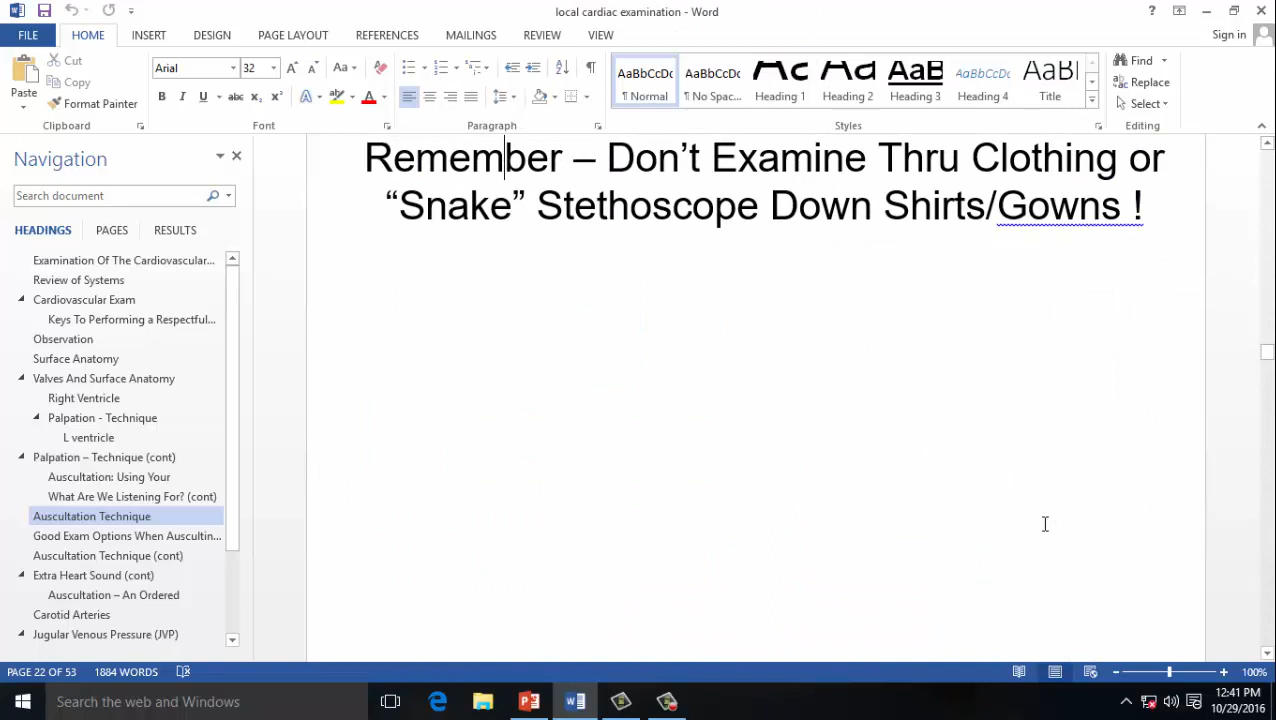 local cardiac examination - Word
Sign in
FILE HOME INSERT DESIGN PAGE LAYOUT REFERENCES MAILINGS REVIEW VIEW
Paste
Cut
Copy
Format Painter
Clipboard
Arial 32
Font
Paragraph
AaBbCcDc AaBbCcDc AaBbCcDc AaBl
¶ Normal ¶ No Spac... Heading 1 Heading 2 Heading 3 Heading 4 Title
Styles
Find
Replace
Select
Editing
Navigation
Search document
HEADINGS PAGES RESULTS
Examination Of The Cardiovascular...
Review of Systems
Cardiovascular Exam
Keys To Performing a Respectful...
Observation
Surface Anatomy
Valves And Surface Anatomy
Right Ventricle
Palpation - Technique
L ventricle
Palpation – Technique (cont)
Auscultation: Using Your
What Are We Listening For? (cont)
Auscultation Technique
Good Exam Options When Auscultin...
Auscultation Technique (cont)
Extra Heart Sound (cont)
Auscultation – An Ordered
Carotid Arteries
Jugular Venous Pressure (JVP)
Remember – Don’t Examine Thru Clothing or
“Snake” Stethoscope Down Shirts/Gowns !
PAGE 22 OF 53 1884 WORDS
100%
Search the web and Windows
12:41 PM
10/29/2016